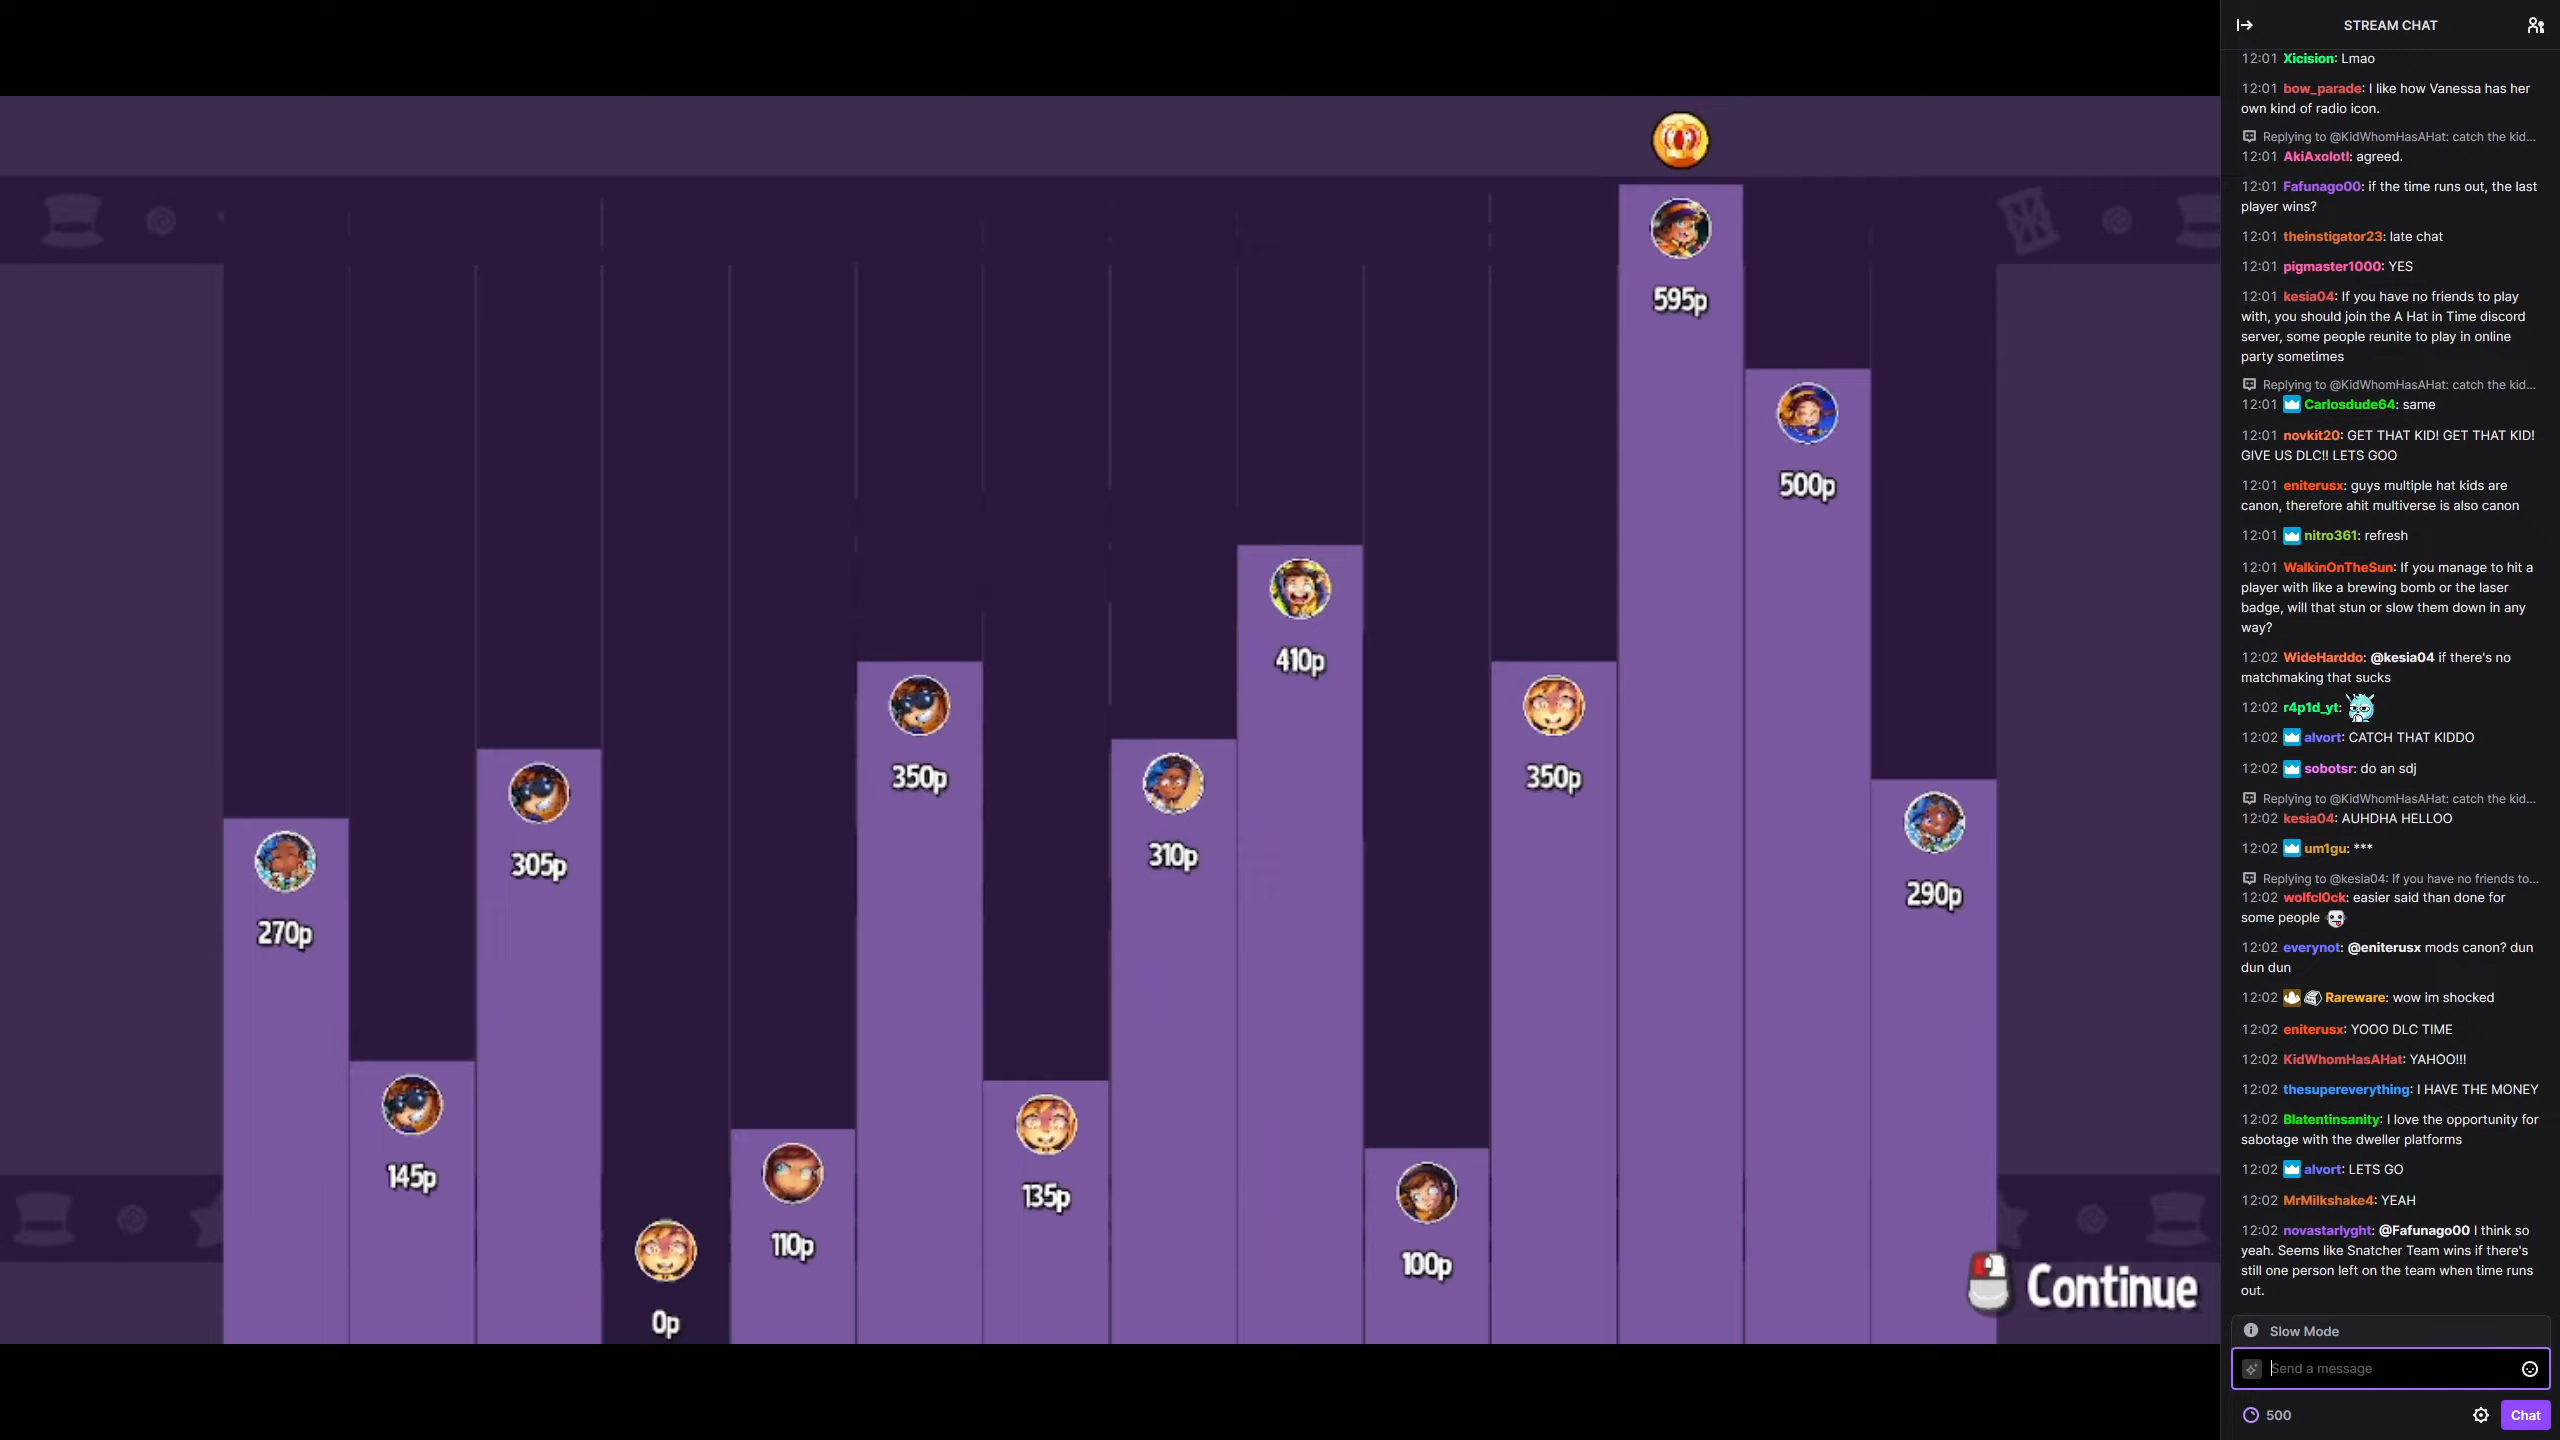 595p
500p
410p
350p
350p
310p
305p
290p
270p
145p
135p
110p
100p
0p
Continue
STREAM CHAT
12:01 Xicision: Lmao
12:01 bow_parade: I like how Vanessa has her
own kind of radio icon.
Replying to @KidWhomHasAHat: catch the kid...
12:01 AkiAxolotl: agreed.
12:01 Fafunago00: if the time runs out, the last
player wins?
12:01 theinstigator23: late chat
12:01 pigmaster1000: YES
12:01 kesia04: If you have no friends to play
with, you should join the A Hat in Time discord
server, some people reunite to play in online
party sometimes
Replying to @KidWhomHasAHat: catch the kid...
12:01 Carlosdude64: same
12:01 novkit20: GET THAT KID! GET THAT KID!
GIVE US DLC!! LETS GOO
12:01 eniterusx: guys multiple hat kids are
canon, therefore ahit multiverse is also canon
12:01 nitro361: refresh
12:01 WalkinOnTheSun: If you manage to hit a
player with like a brewing bomb or the laser
badge, will that stun or slow them down in any
way?
12:02 WideHarddo: @kesia04 if there's no
matchmaking that sucks
12:02 r4p1d_yt:
12:02 alvort: CATCH THAT KIDDO
12:02 sobotsr: do an sdj
Replying to @KidWhomHasAHat: catch the kid...
12:02 kesia04: AUHDHA HELLOO
12:02 um1gu: ***
Replying to @kesia04: If you have no friends to...
12:02 wolfcl0ck: easier said than done for
some people
12:02 everynot: @eniterusx mods canon? dun
dun dun
12:02 Rareware: wow im shocked
12:02 eniterusx: YOOO DLC TIME
12:02 KidWhomHasAHat: YAHOO!!!
12:02 thesupereverything: I HAVE THE MONEY
12:02 Blatentinsanity: I love the opportunity for
sabotage with the dweller platforms
12:02 alvort: LETS GO
12:02 MrMilkshake4: YEAH
12:02 novastarlyght: @Fafunago00 I think so
yeah. Seems like Snatcher Team wins if there's
still one person left on the team when time runs
out.
Slow Mode
Send a message
500
Chat